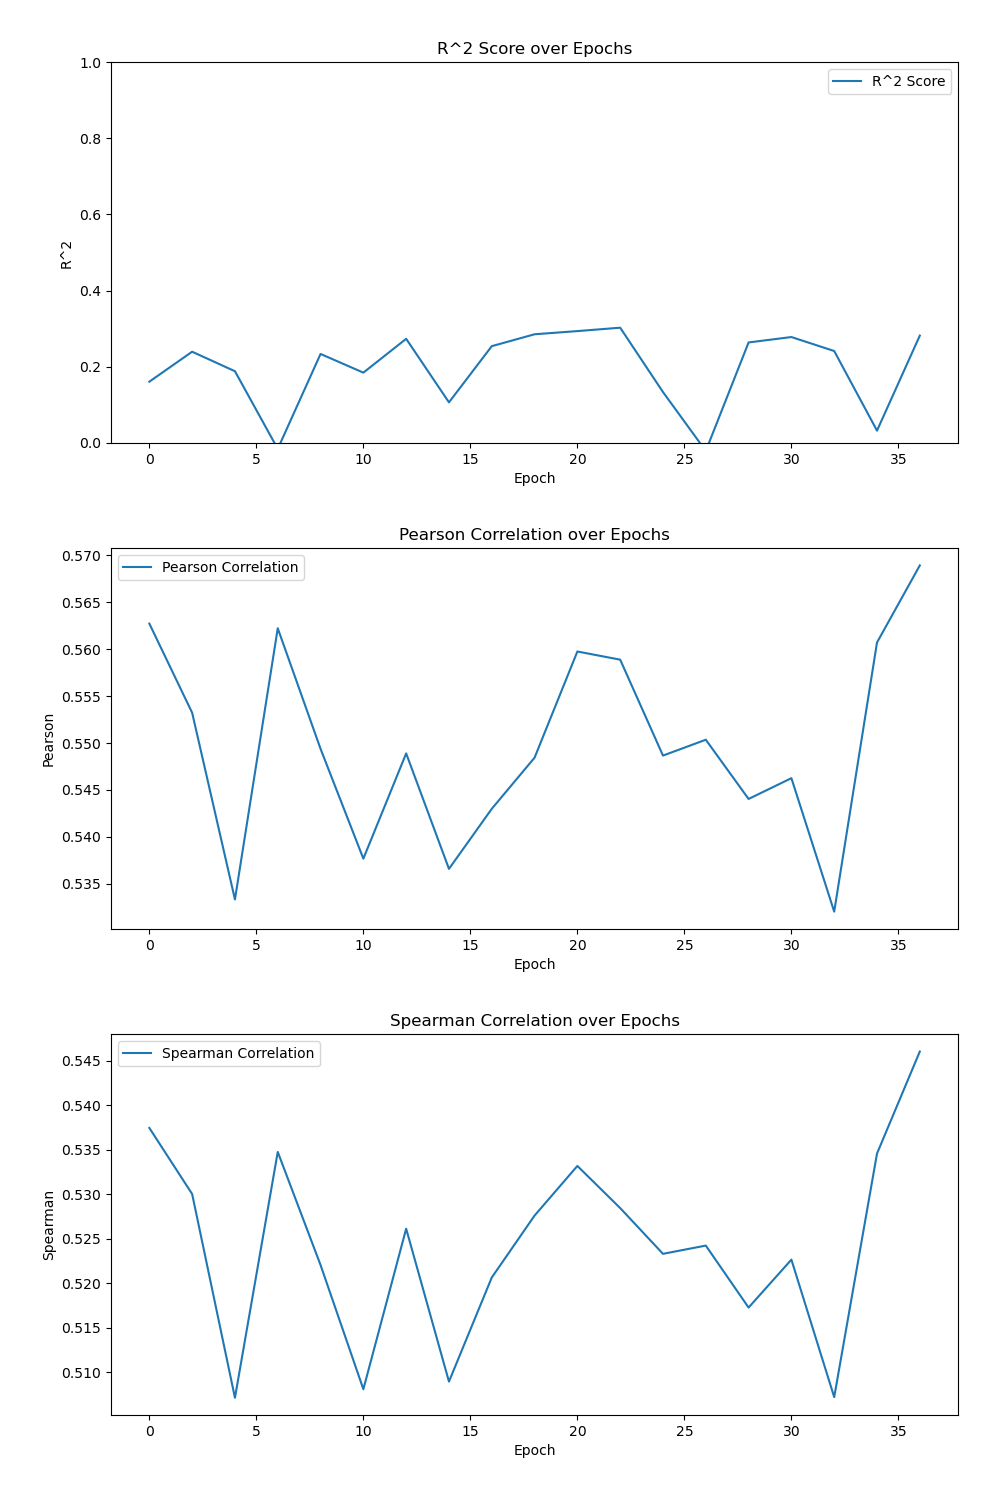 R^2 Score over Epochs
1.0
R^2 Score
0.8
0.6
R^2
0.4
0.2
0.0
0 5 10 15 20 25 30 35
Epoch
Pearson Correlation over Epochs
0.570
Pearson Correlation
0.565
0.560
0.555
Pearson
0.550
0.545
0.540
0.535
0 5 10 15 20 25 30 35
Epoch
Spearman Correlation over Epochs
Spearman Correlation
0.545
0.540
0.535
0.530
Spearman
0.525
0.520
0.515
0.510
0 5 10 15 20 25 30 35
Epoch